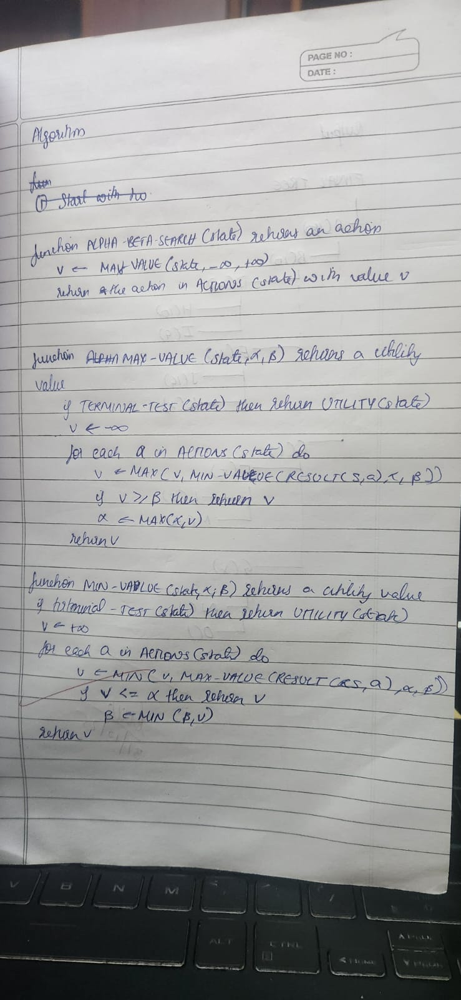 PAGE NO :
DATE :
Algorithm
① Start with two
function ALPHA-BETA-SEARCH (state) returns an action
v ← MAX-VALUE (state, -∞, +∞)
return the action in ACTIONS (state) with value v
function ALPHA MAX-VALUE (state, α, β) returns a utility
value
if TERMINAL-TEST (state) then return UTILITY (state)
v ← -∞
for each a in ACTIONS (state) do
v ← MAX (v, MIN-VALUE (RESULT (s, a), α, β))
if v ≥ β then return v
α ← MAX(α, v)
return v
function MIN-VALUE (state, α, β) returns a utility value
if terminal-TEST (state) then return UTILITY (state)
v ← +∞
for each a in ACTIONS (state) do
v ← MIN (v, MAX-VALUE (RESULT (s, a), α, β))
if v <= α then return v
β ← MIN (β, v)
return v
V B N M
ALT CTRL HOME